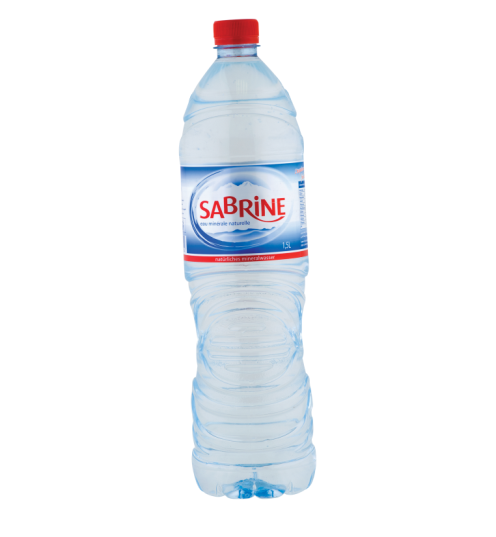 SABRiNE
eau minérale naturelle
1,5L
natürliches mineralwasser